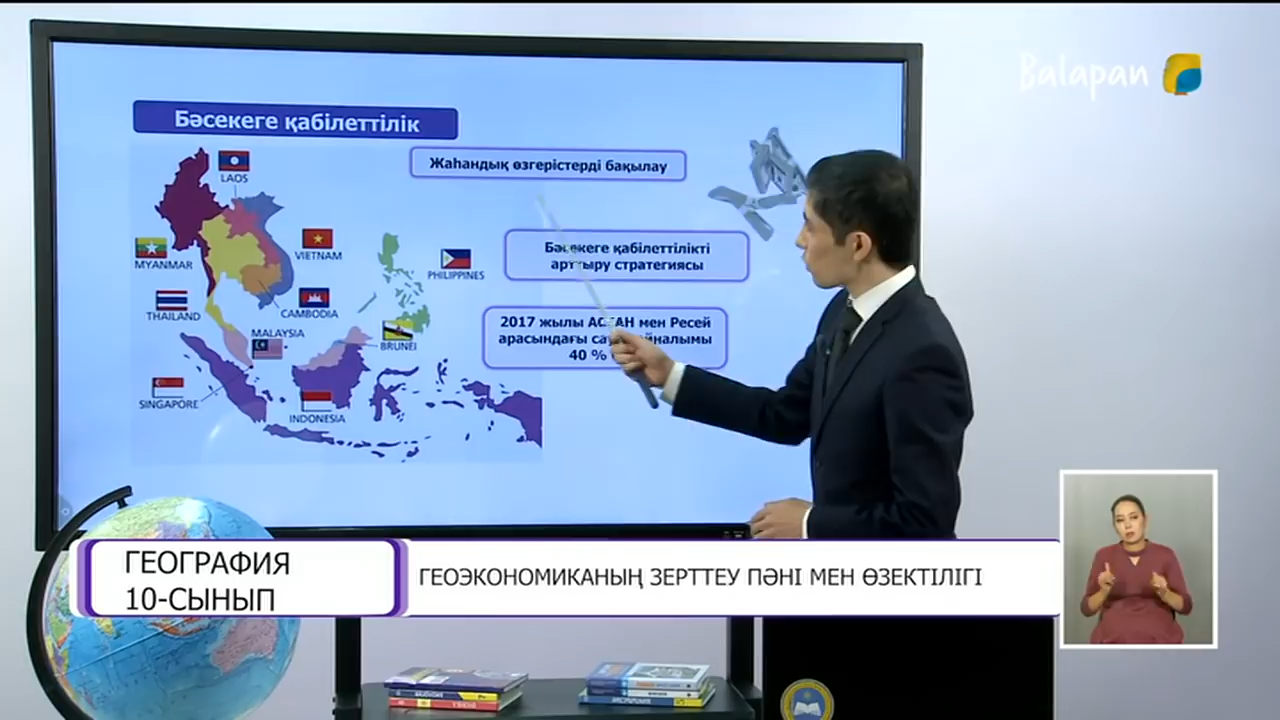 Balapan
Бәсекеге қабілеттілік
Жаһандық өзгерістерді бақылау
LAOS
VIETNAM
MYANMAR
PHILIPPINES
Бәсекеге қабілеттілікті
арттыру стратегиясы
THAILAND
CAMBODIA
MALAYSIA
BRUNEI
2017 жылы АСЕАН мен Ресей
арасындағы
40 %
SINGAPORE
INDONESIA
ГЕОГРАФИЯ
10-СЫНЫП
ГЕОЭКОНОМИКАНЫҢ ЗЕРТТЕУ ПӘНІ МЕН ӨЗЕКТІЛІГІ